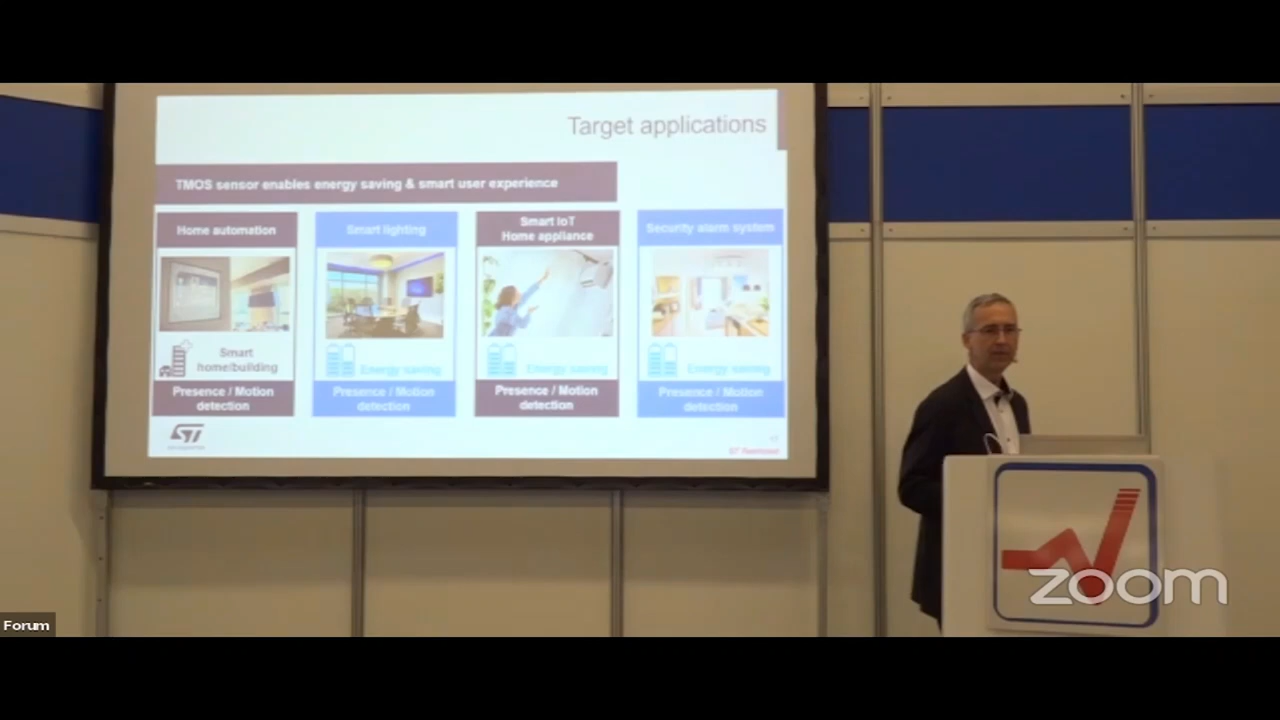 Target applications
TMOS sensor enables energy saving & smart user experience
Home automation
Smart lighting
Smart IoT
Home appliance
Security alarm system
Smart
home/building
Energy saving
Energy saving
Energy saving
Presence / Motion
detection
Presence / Motion
detection
Presence / Motion
detection
Presence / Motion
detection
ST
zoom
Forum